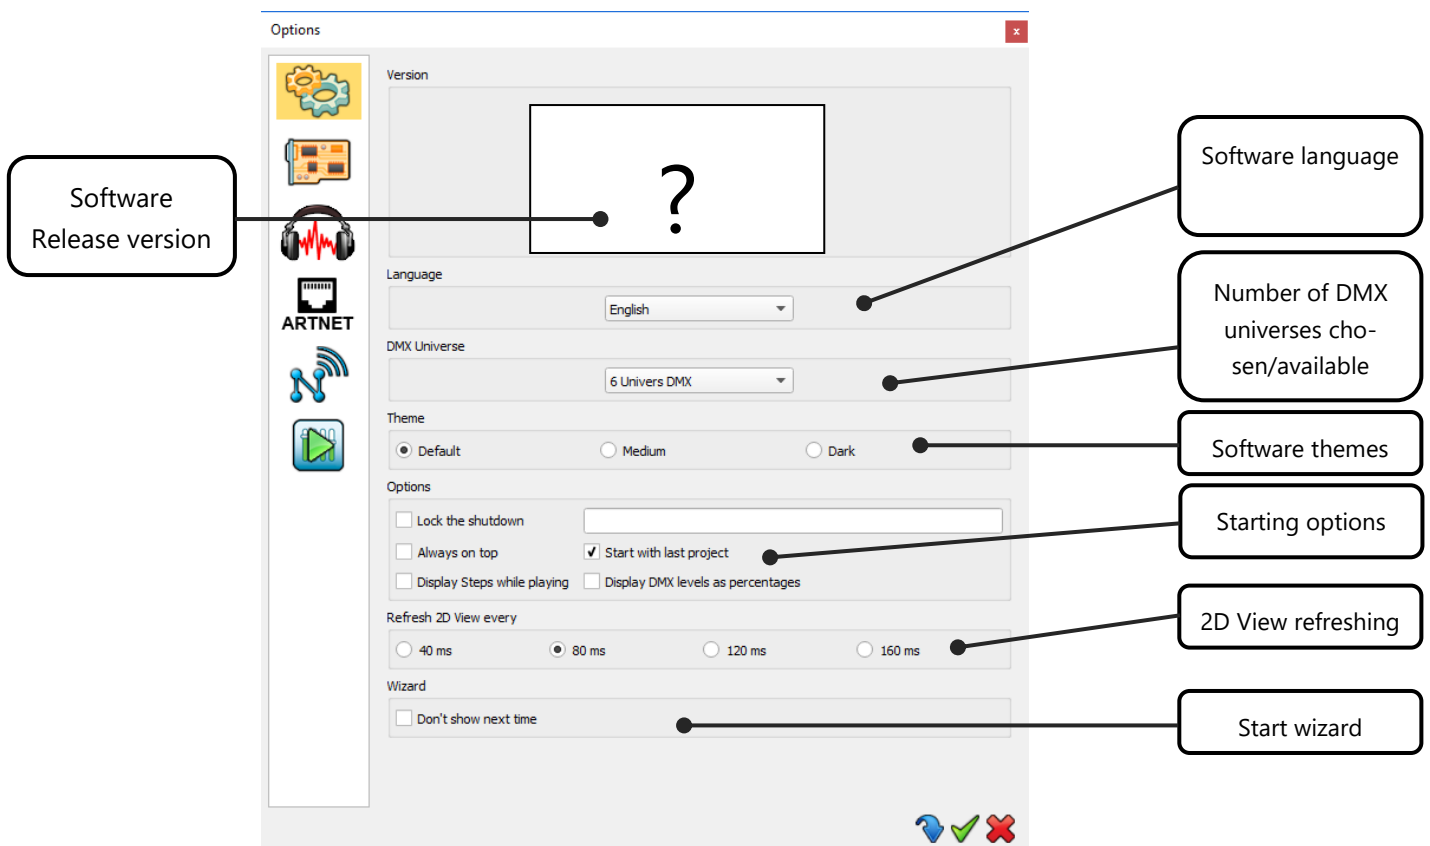 Options
x
Version
?
Software
Release version
Software language
Language
English
Number of DMX
universes cho-
sen/available
ARTNET
DMX Universe
6 Univers DMX
Theme
Default
Medium
Dark
Software themes
Options
Lock the shutdown
Starting options
Always on top
Start with last project
Display Steps while playing
Display DMX levels as percentages
Refresh 2D View every
2D View refreshing
40 ms
80 ms
120 ms
160 ms
Wizard
Don't show next time
Start wizard